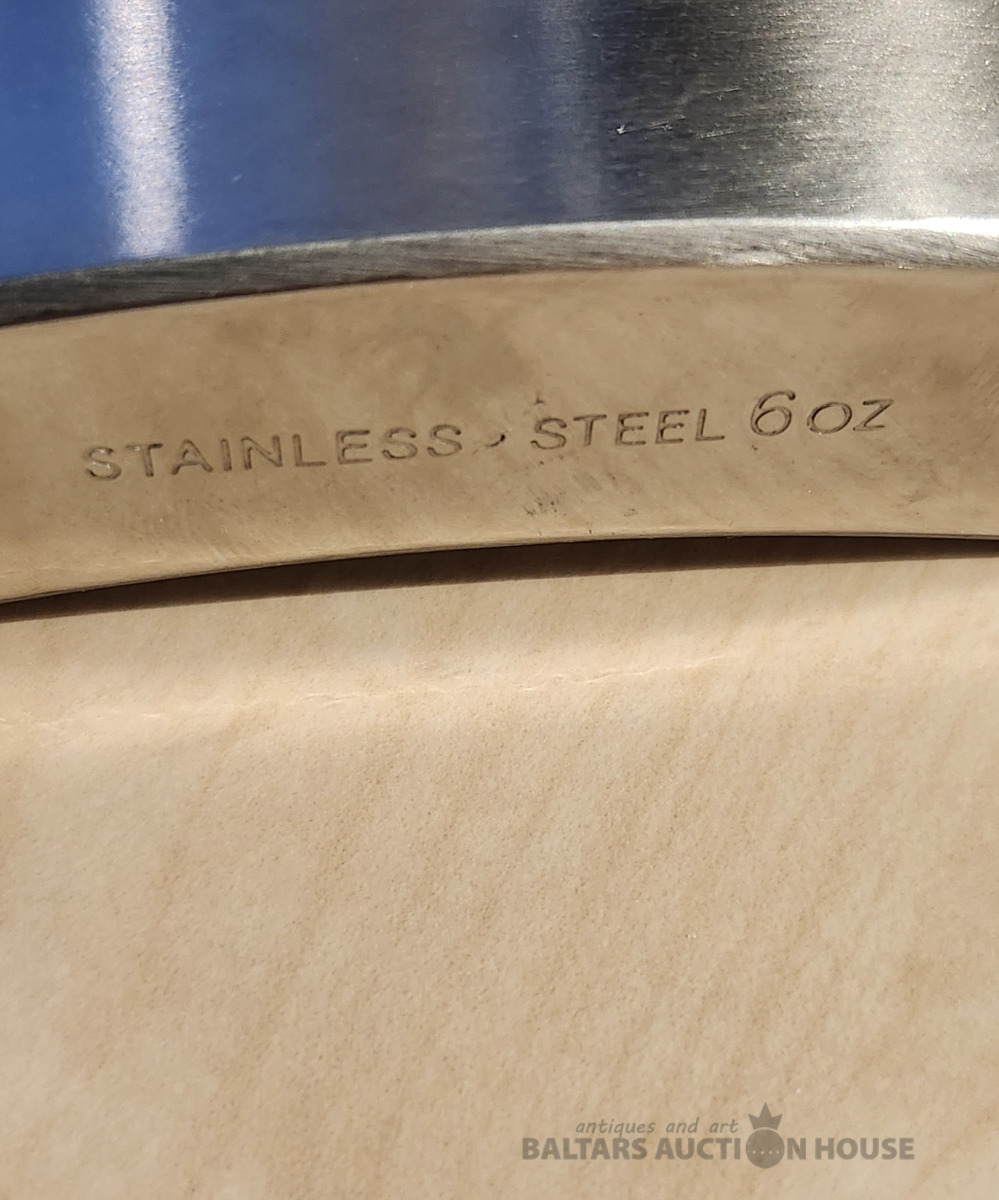 STAINLESS STEEL 6 OZ
antiques and art
BALTARS AUCTION HOUSE